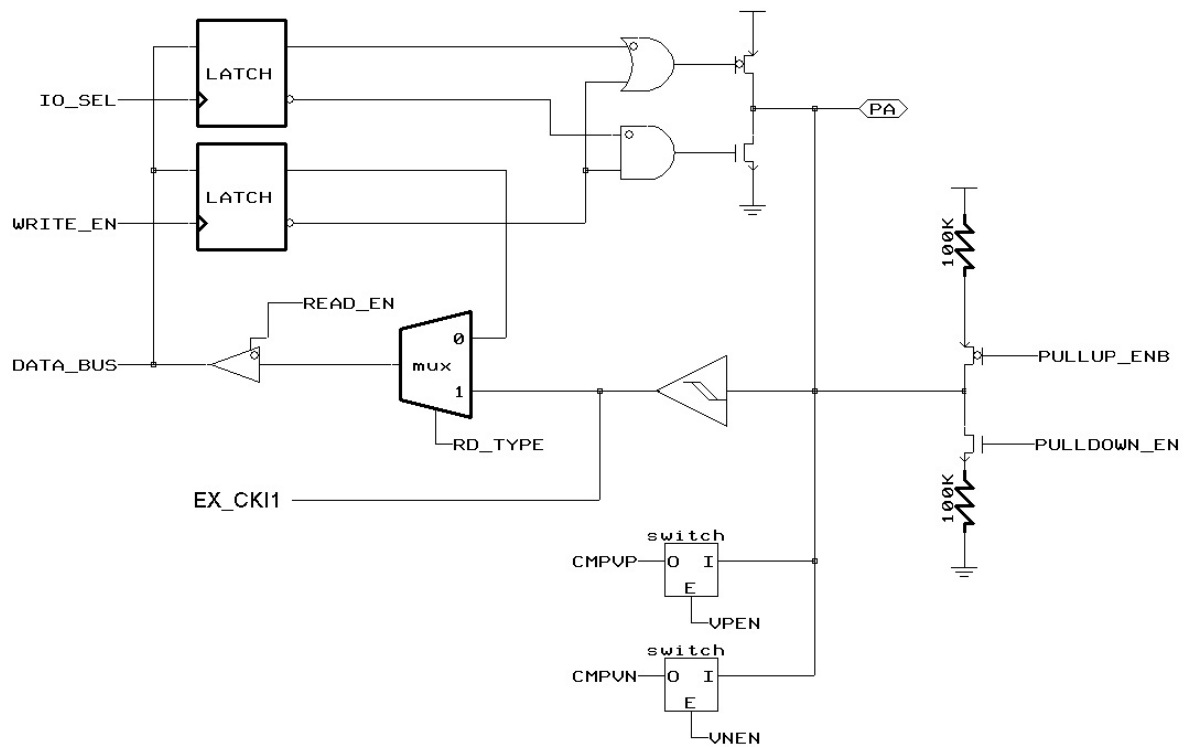 LATCH
IO_SEL
PA
LATCH
WRITE_EN
100K
READ_EN
0
DATA_BUS
mux
PULLUP_ENB
1
RD_TYPE
PULLDOWN_EN
EX_CKI1
100K
switch
CMPVP O I
E
VPEN
switch
CMPVN O I
E
VNEN